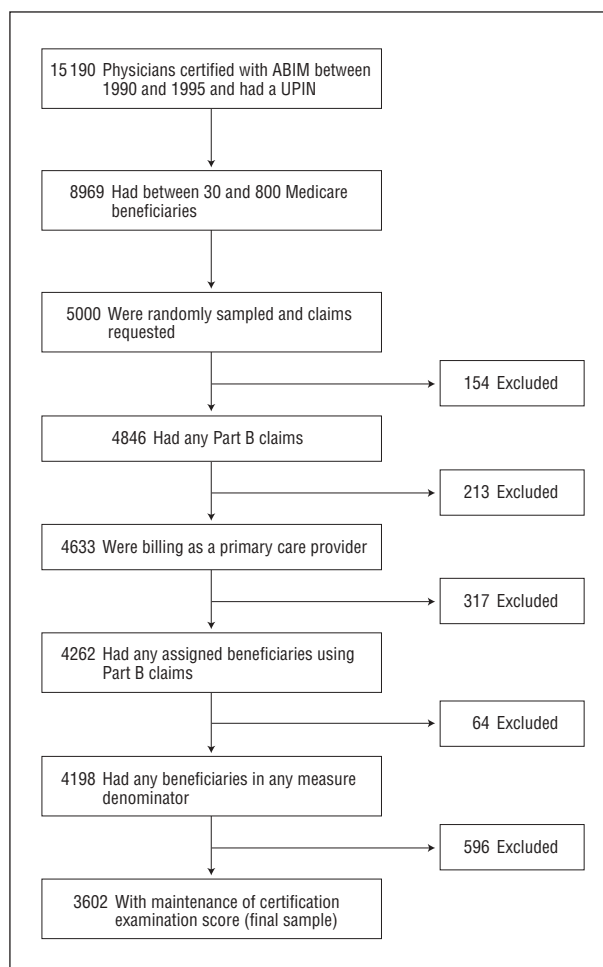 15 190 Physicians certified with ABIM between
1990 and 1995 and had a UPIN
8969 Had between 30 and 800 Medicare
beneficiaries
5000 Were randomly sampled and claims
requested
154 Excluded
4846 Had any Part B claims
213 Excluded
4633 Were billing as a primary care provider
317 Excluded
4262 Had any assigned beneficiaries using
Part B claims
64 Excluded
4198 Had any beneficiaries in any measure
denominator
596 Excluded
3602 With maintenance of certification
examination score (final sample)